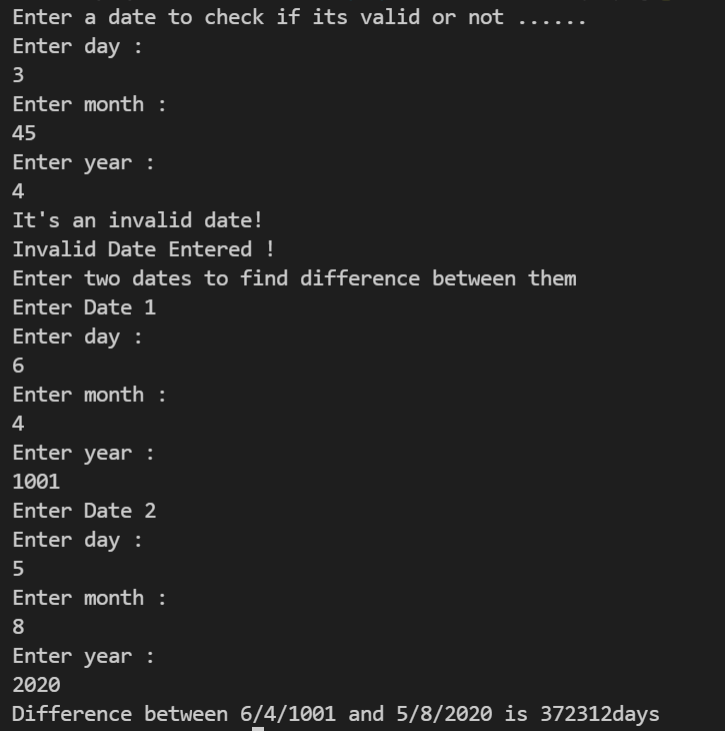 Enter a date to check if its valid or not ......
Enter day :
3
Enter month :
45
Enter year :
4
It's an invalid date!
Invalid Date Entered !
Enter two dates to find difference between them
Enter Date 1
Enter day :
6
Enter month :
4
Enter year :
1001
Enter Date 2
Enter day :
5
Enter month :
8
Enter year :
2020
Difference between 6/4/1001 and 5/8/2020 is 372312days